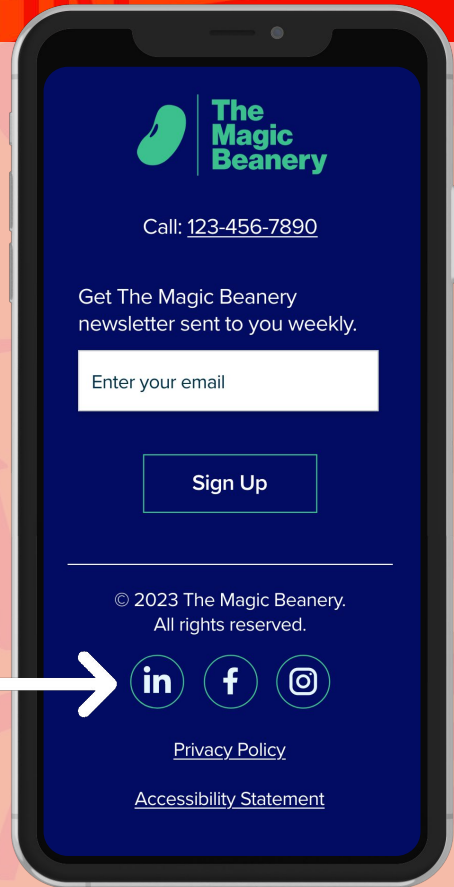 The
Magic
Beanery
Call: 123-456-7890
Get The Magic Beanery
newsletter sent to you weekly.
Enter your email
Sign Up
© 2023 The Magic Beanery.
All rights reserved.
in f
Privacy Policy
Accessibility Statement